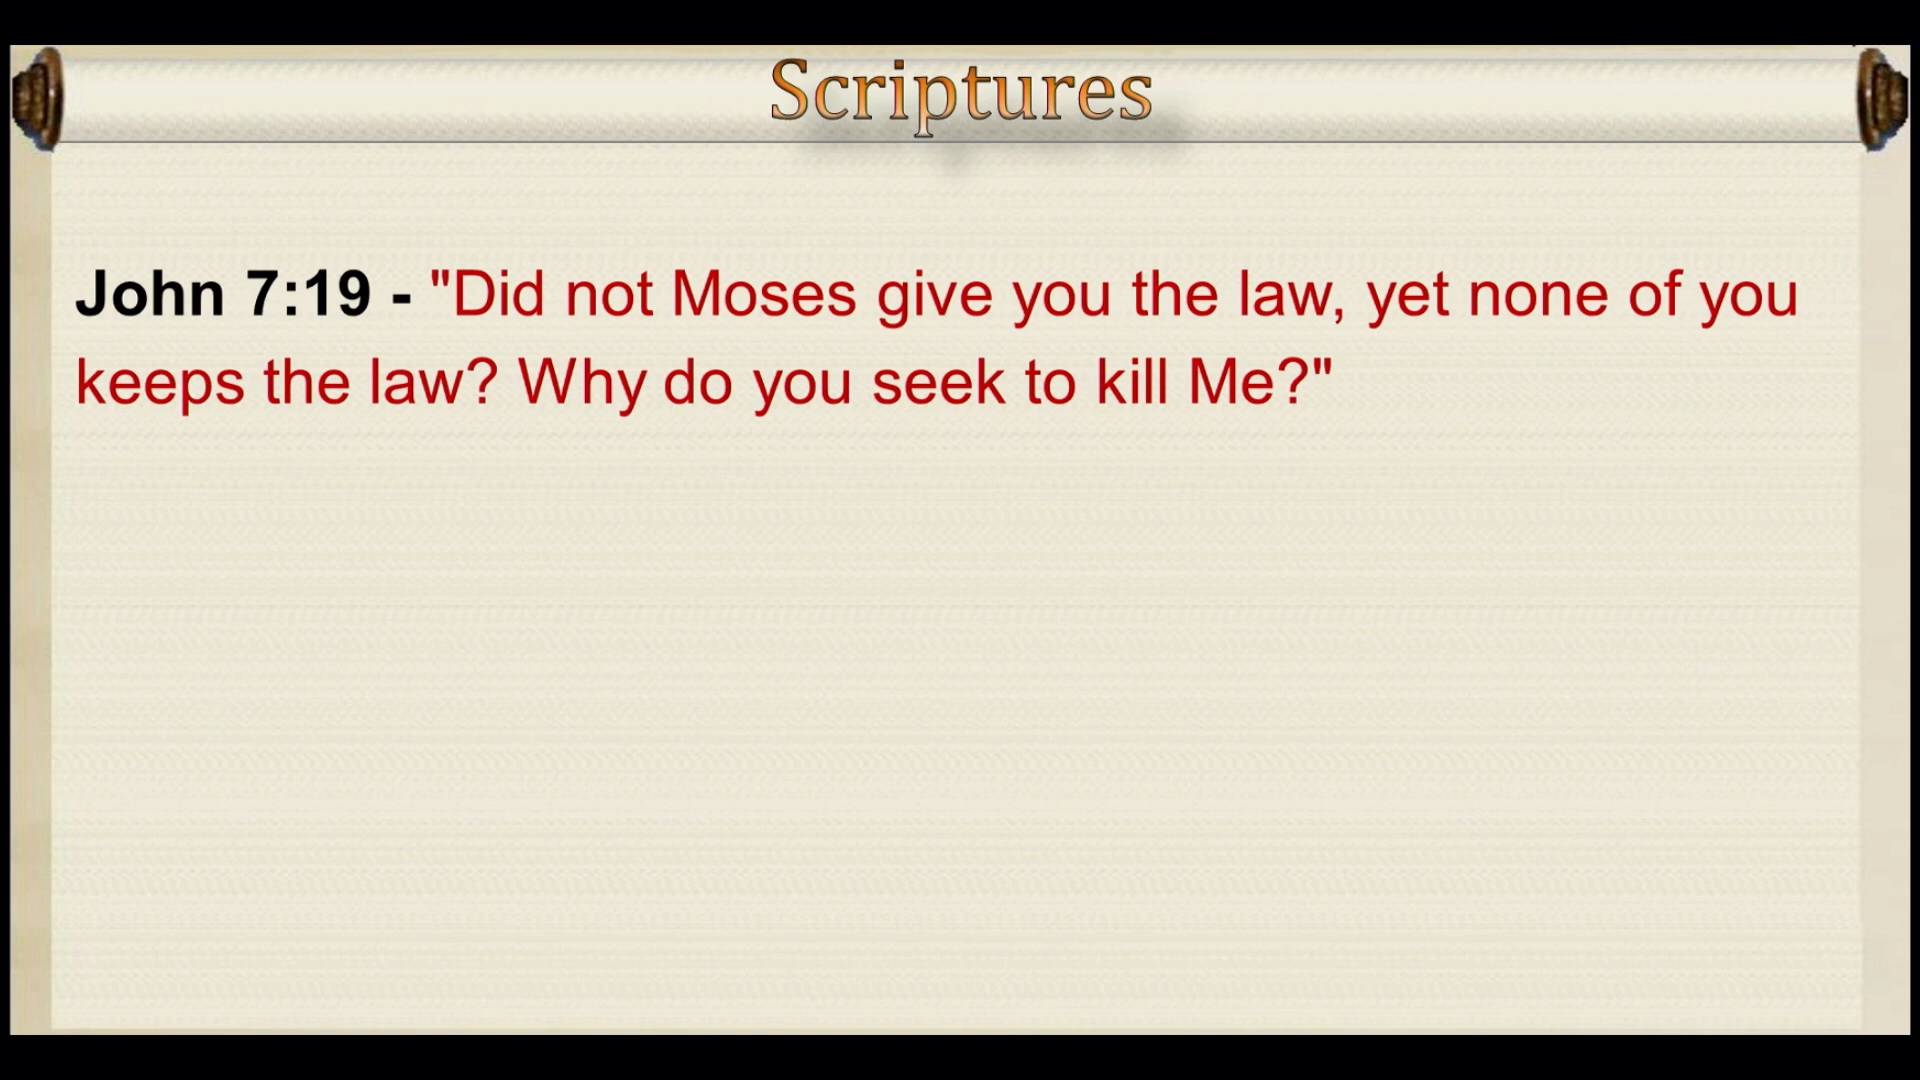 Scriptures
John 7:19 - "Did not Moses give you the law, yet none of you
keeps the law? Why do you seek to kill Me?"